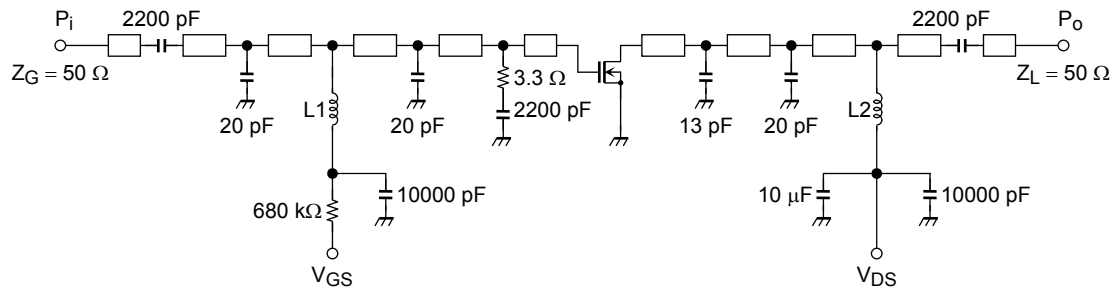 Pi
2200 pF
2200 pF
Po
ZG = 50 Ω
ZL = 50 Ω
20 pF
L1
20 pF
3.3 Ω
2200 pF
13 pF
20 pF
L2
10000 pF
680 kΩ
10 μF
10000 pF
VGS
VDS